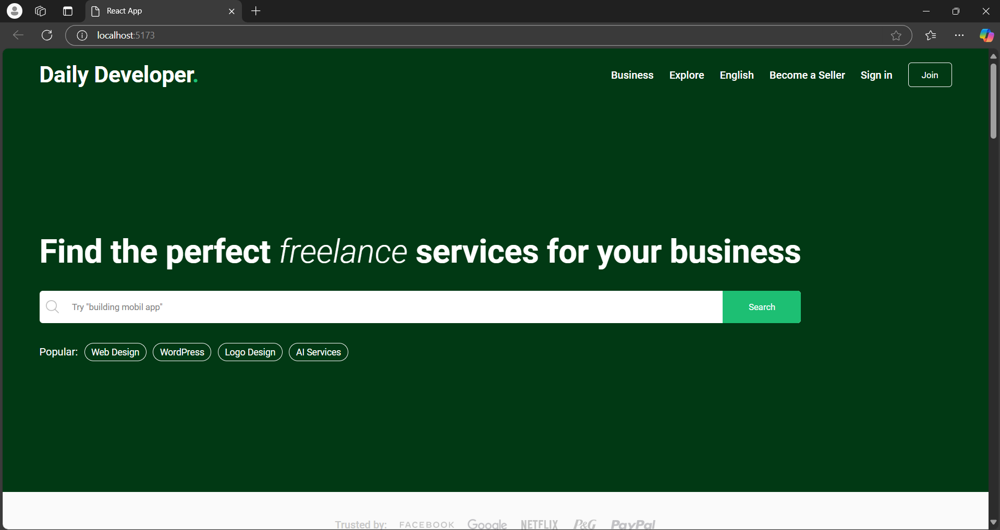 React App
localhost:5173
Daily Developer.
Business Explore English Become a Seller Sign in Join
Find the perfect freelance services for your business
Try "building mobil app" Search
Popular: Web Design WordPress Logo Design AI Services
Trusted by: FACEBOOK Google NETFLIX P&G PayPal